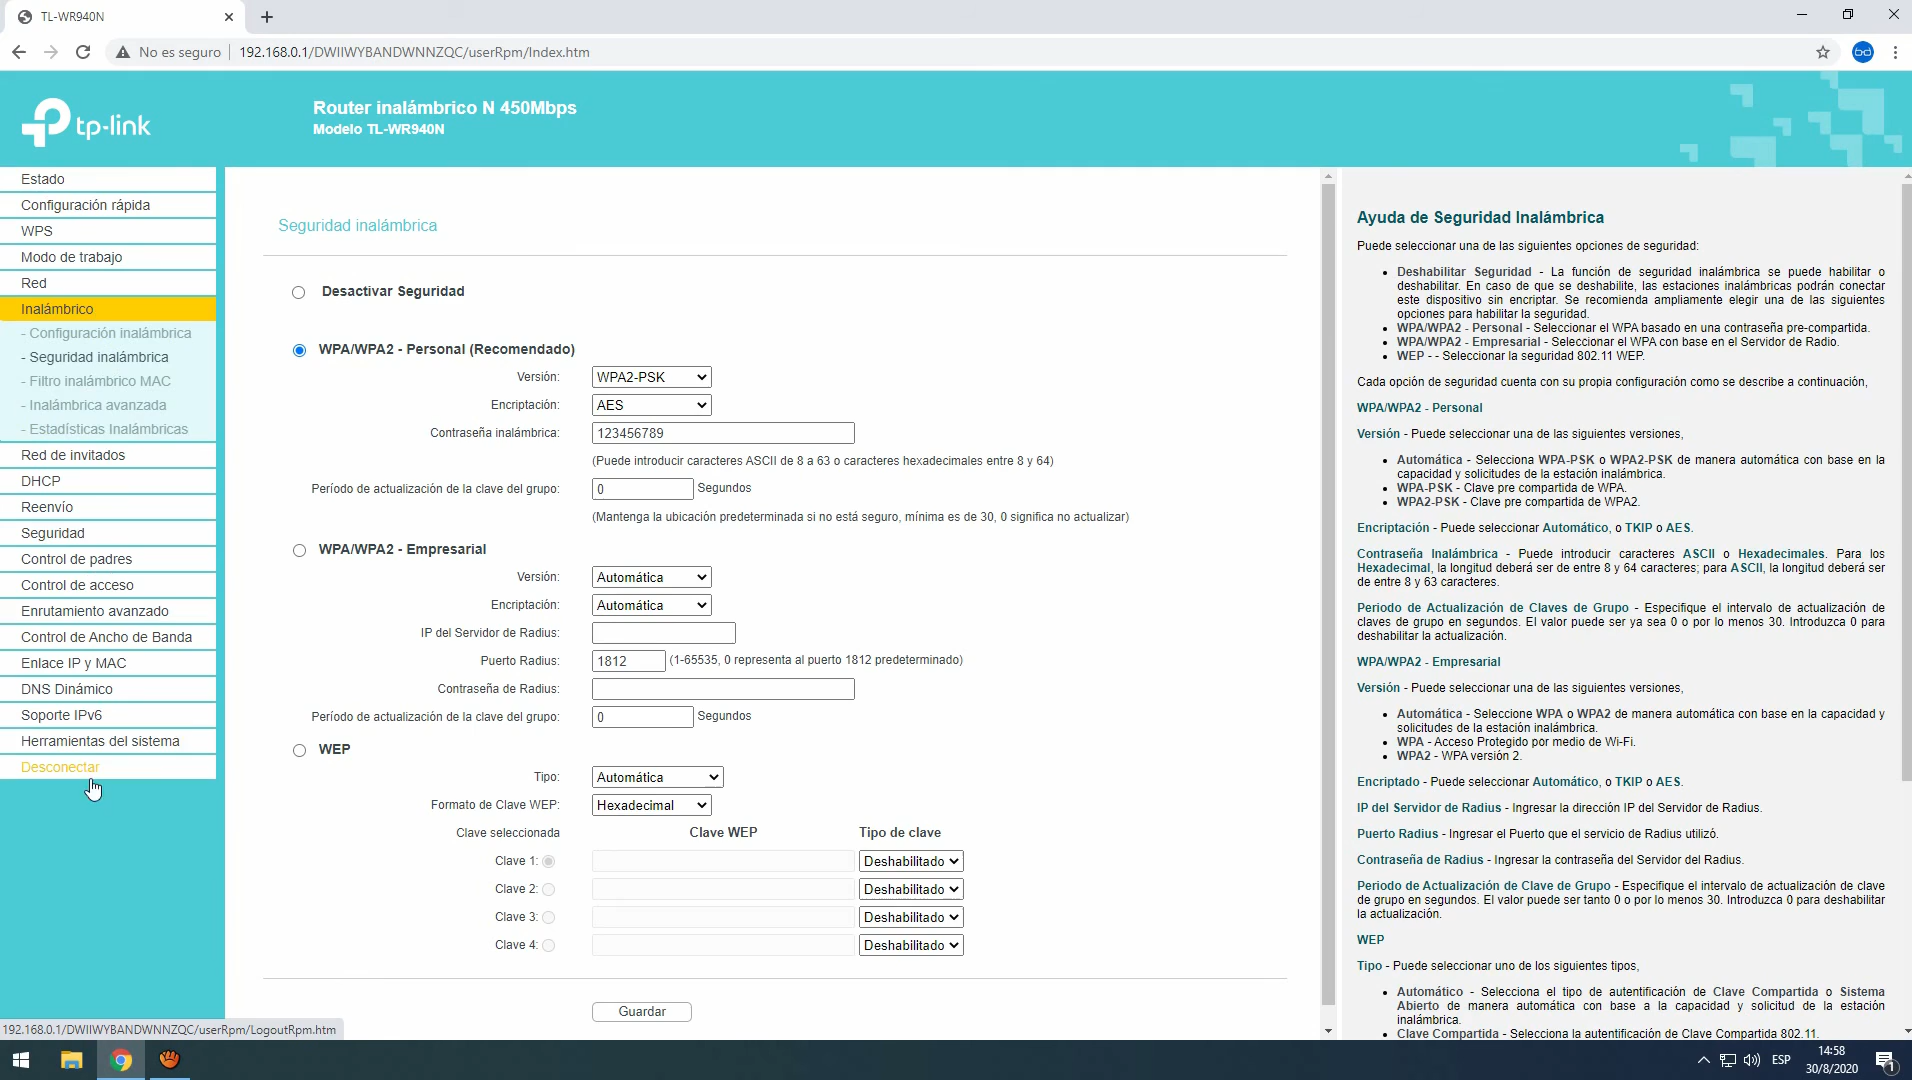 TL-WR940N
No es seguro
192.168.0.1/DWIIWYBANDWNNZQC/userRpm/Index.htm
tp-link
Router inalámbrico N 450Mbps
Modelo TL-WR940N
Estado
Configuración rápida
WPS
Modo de trabajo
Red
Inalámbrico
- Configuración inalámbrica
- Seguridad inalámbrica
- Filtro inalámbrico MAC
- Inalámbrica avanzada
- Estadísticas Inalámbricas
Red de invitados
DHCP
Reenvío
Seguridad
Control de padres
Control de acceso
Enrutamiento avanzado
Control de Ancho de Banda
Enlace IP y MAC
DNS Dinámico
Soporte IPv6
Herramientas del sistema
Desconectar
Seguridad inalámbrica
Desactivar Seguridad
WPA/WPA2 - Personal (Recomendado)
Versión: WPA2-PSK
Encriptación: AES
Contraseña inalámbrica: 123456789
(Puede introducir caracteres ASCII de 8 a 63 o caracteres hexadecimales entre 8 y 64)
Período de actualización de la clave del grupo: 0 Segundos
(Mantenga la ubicación predeterminada si no está seguro, mínima es de 30, 0 significa no actualizar)
WPA/WPA2 - Empresarial
Versión: Automática
Encriptación: Automática
IP del Servidor de Radius:
Puerto Radius: 1812 (1-65535, 0 representa al puerto 1812 predeterminado)
Contraseña de Radius:
Período de actualización de la clave del grupo: 0 Segundos
WEP
Tipo: Automática
Formato de Clave WEP: Hexadecimal
Clave seleccionada Clave WEP Tipo de clave
Clave 1: Deshabilitado
Clave 2: Deshabilitado
Clave 3: Deshabilitado
Clave 4: Deshabilitado
Guardar
Ayuda de Seguridad Inalámbrica
Puede seleccionar una de las siguientes opciones de seguridad:
• Deshabilitar Seguridad - La función de seguridad inalámbrica se puede habilitar o
deshabilitar. En caso de que se deshabilite, las estaciones inalámbricas podrán conectar
este dispositivo sin encriptar. Se recomienda ampliamente elegir una de las siguientes
opciones para habilitar la seguridad.
• WPA/WPA2 - Personal - Seleccionar el WPA basado en una contraseña pre-compartida.
• WPA/WPA2 - Empresarial - Seleccionar el WPA con base en el Servidor de Radio.
• WEP - - Seleccionar la seguridad 802.11 WEP.
Cada opción de seguridad cuenta con su propia configuración como se describe a continuación,
WPA/WPA2 - Personal
Versión - Puede seleccionar una de las siguientes versiones,
• Automática - Selecciona WPA-PSK o WPA2-PSK de manera automática con base en la
capacidad y solicitudes de la estación inalámbrica.
• WPA-PSK - Clave pre compartida de WPA.
• WPA2-PSK - Clave pre compartida de WPA2.
Encriptación - Puede seleccionar Automático, o TKIP o AES.
Contraseña Inalámbrica - Puede introducir caracteres ASCII o Hexadecimales. Para los
Hexadecimal, la longitud deberá ser de entre 8 y 64 caracteres; para ASCII, la longitud deberá ser
de entre 8 y 63 caracteres.
Periodo de Actualización de Claves de Grupo - Especifique el intervalo de actualización de
claves de grupo en segundos. El valor puede ser ya sea 0 o por lo menos 30. Introduzca 0 para
deshabilitar la actualización.
WPA/WPA2 - Empresarial
Versión - Puede seleccionar una de las siguientes versiones,
• Automática - Seleccione WPA o WPA2 de manera automática con base en la capacidad y
solicitudes de la estación inalámbrica.
• WPA - Acceso Protegido por medio de Wi-Fi.
• WPA2 - WPA versión 2.
Encriptado - Puede seleccionar Automático, o TKIP o AES.
IP del Servidor de Radius - Ingresar la dirección IP del Servidor de Radius.
Puerto Radius - Ingresar el Puerto que el servicio de Radius utilizó.
Contraseña de Radius - Ingresar la contraseña del Servidor del Radius.
Periodo de Actualización de Clave de Grupo - Especifique el intervalo de actualización de clave
de grupo en segundos. El valor puede ser tanto 0 o por lo menos 30. Introduzca 0 para deshabilitar
la actualización.
WEP
Tipo - Puede seleccionar uno de los siguientes tipos,
• Automático - Selecciona el tipo de autentificación de Clave Compartida o Sistema
Abierto de manera automática con base a la capacidad y solicitud de la estación
inalámbrica.
• Clave Compartida - Selecciona la autentificación de Clave Compartida 802.11.
192.168.0.1/DWIIWYBANDWNNZQC/userRpm/LogoutRpm.htm
ESP
14:58
30/8/2020
1